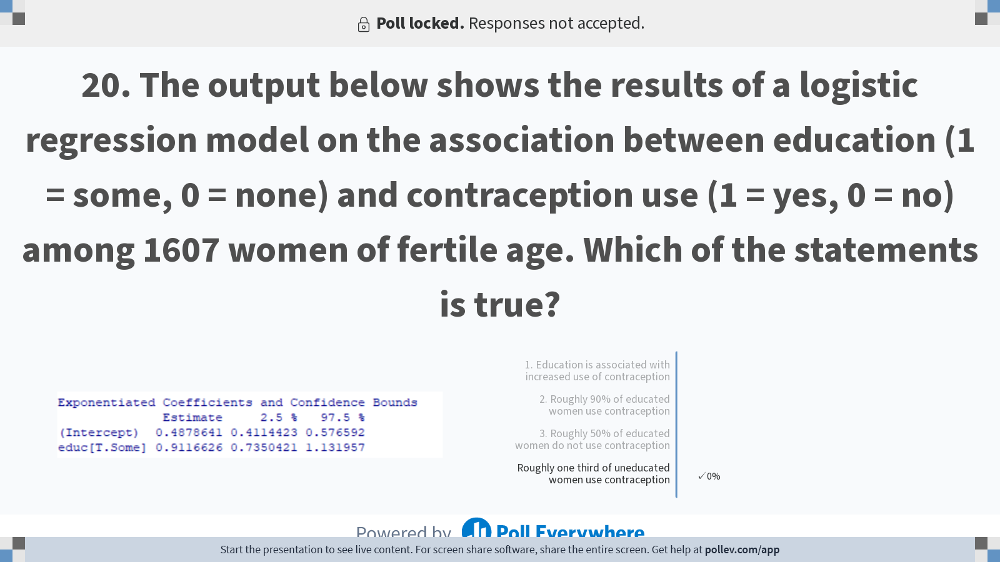 Poll locked. Responses not accepted.
20. The output below shows the results of a logistic
regression model on the association between education (1
= some, 0 = none) and contraception use (1 = yes, 0 = no)
among 1607 women of fertile age. Which of the statements
is true?
Exponentiated Coefficients and Confidence Bounds
Estimate 2.5 % 97.5 %
(Intercept) 0.4878641 0.4114423 0.576592
educ[T.Some] 0.9116626 0.7350421 1.131957
1. Education is associated with
increased use of contraception
2. Roughly 90% of educated
women use contraception
3. Roughly 50% of educated
women do not use contraception
Roughly one third of uneducated
women use contraception
✓0%
Powered by Poll Everywhere
Start the presentation to see live content. For screen share software, share the entire screen. Get help at pollev.com/app